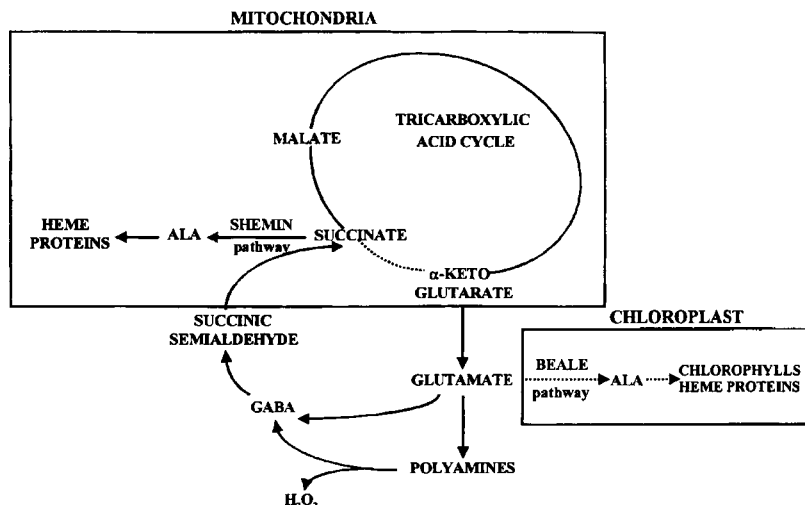 MITOCHONDRIA
TRICARBOXYLIC
ACID CYCLE
MALATE
HEME
PROTEINS
ALA
SHEMIN
pathway
SUCCINATE
α-KETO
GLUTARATE
SUCCINIC
SEMIALDEHYDE
CHLOROPLAST
BEALE
pathway
ALA
CHLOROPHYLLS
HEME PROTEINS
GLUTAMATE
GABA
POLYAMINES
H₂O₂